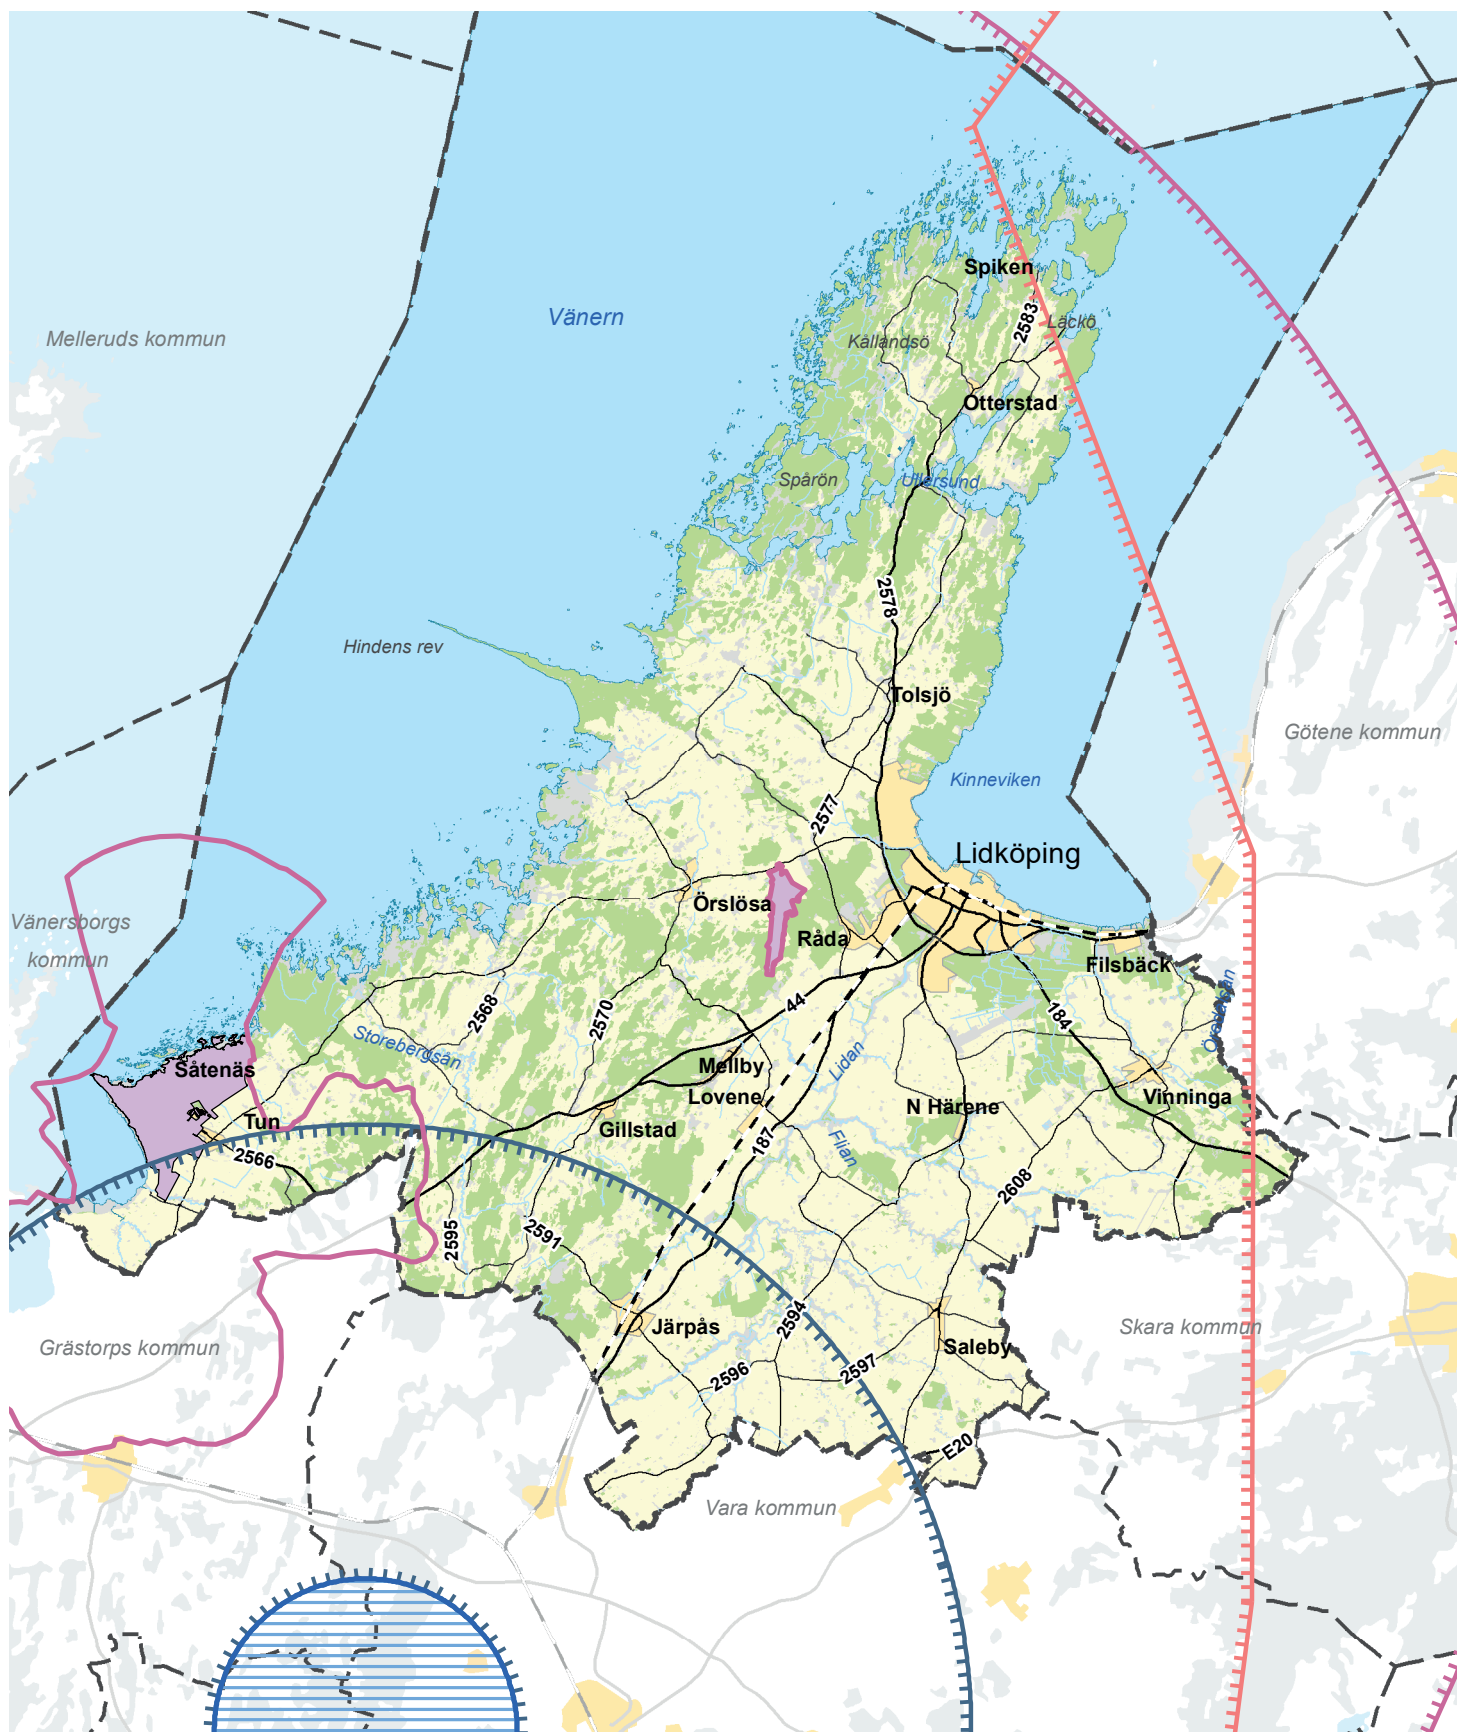 Spiken
Vänern
2583
Läckö
Melleruds kommun
Källandsö
Otterstad
Spårön
Ullersund
2578
Hindens rev
Tolsjö
Götene kommun
Kinneviken
2577
Lidköping
Örslösa
Vänersborgs
kommun
Råda
Filsbäck
2568
2570
44
184
Storebergsån
Såtenäs
Mellby
Lidan
Lovene
Vinninga
N Härene
Tun
Gillstad
187
Flian
2566
2608
2595
2591
Järpås
2594
Skara kommun
Grästorps kommun
Saleby
2596
2597
E20
Vara kommun